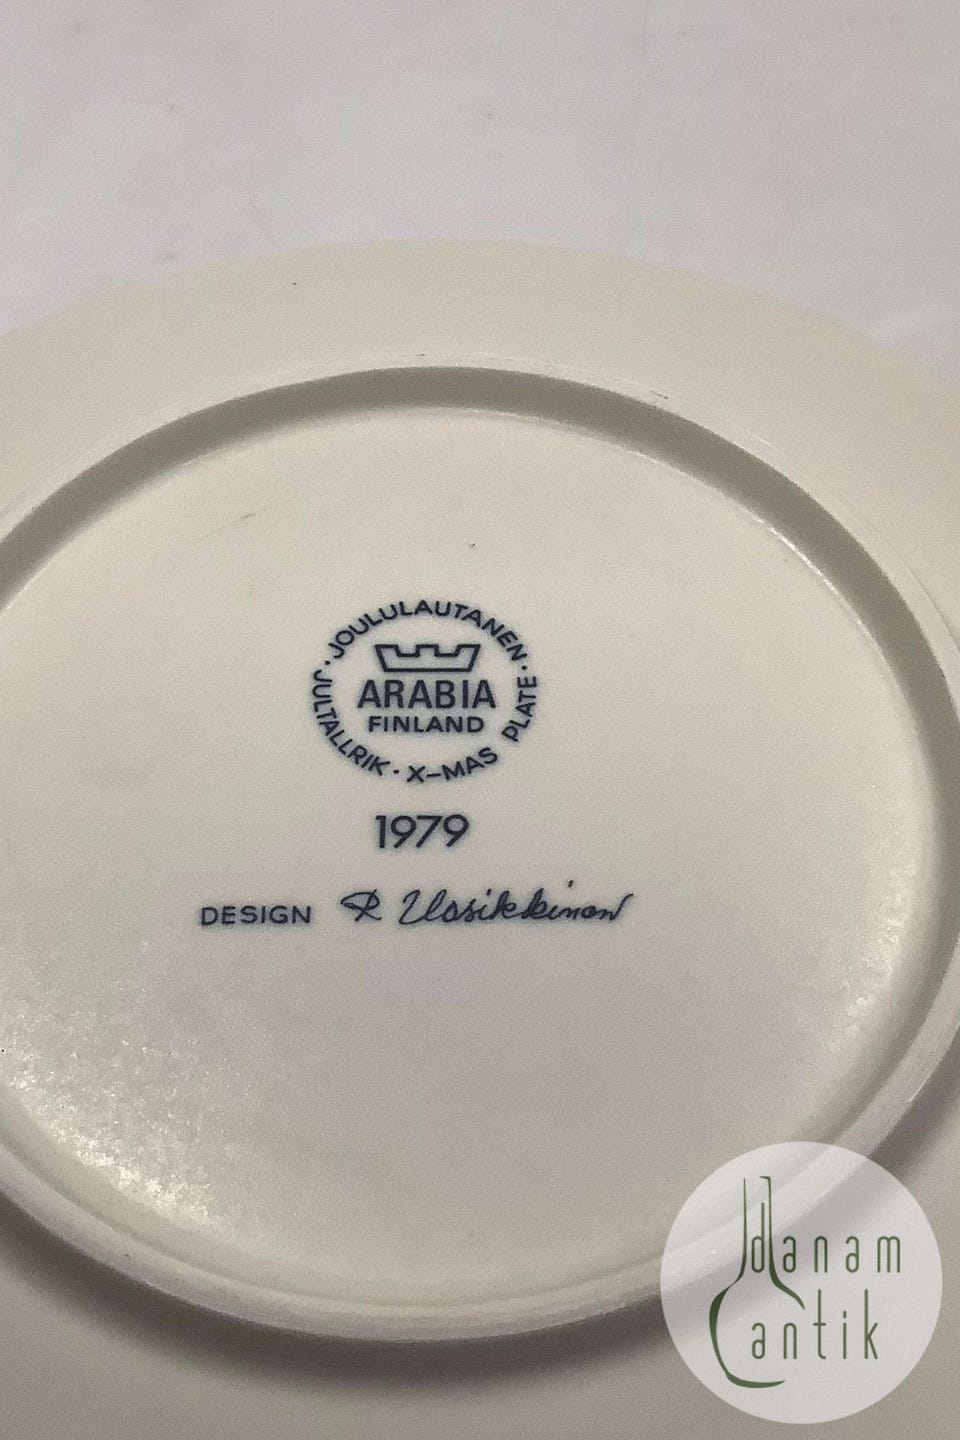 JOULULAUTANEN · X-MAS PLATE · JULTALLRIK ·
ARABIA
FINLAND
1979
DESIGN R Uosikkinen
danam
antik